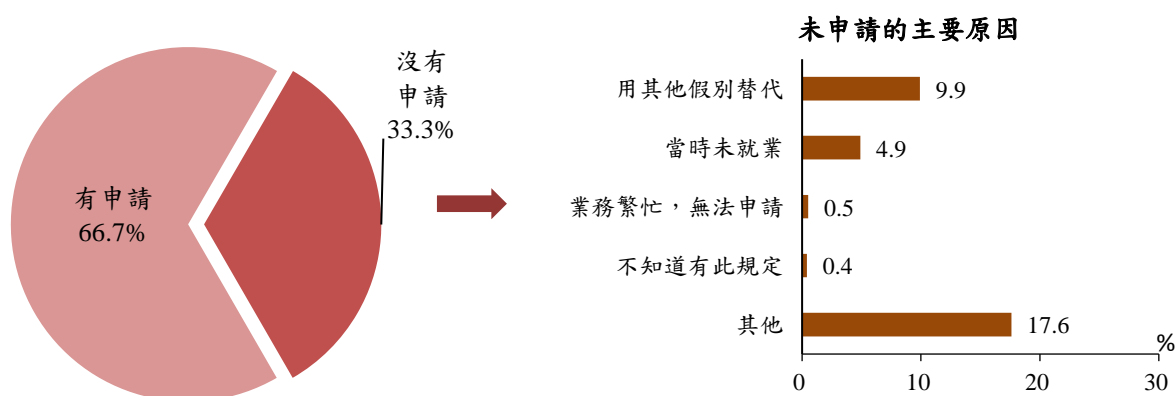 有申請
66.7%
沒有
申請
33.3%
未申請的主要原因
用其他假別替代
9.9
當時未就業
4.9
業務繁忙，無法申請
0.5
不知道有此規定
0.4
其他
17.6
%
0
10
20
30